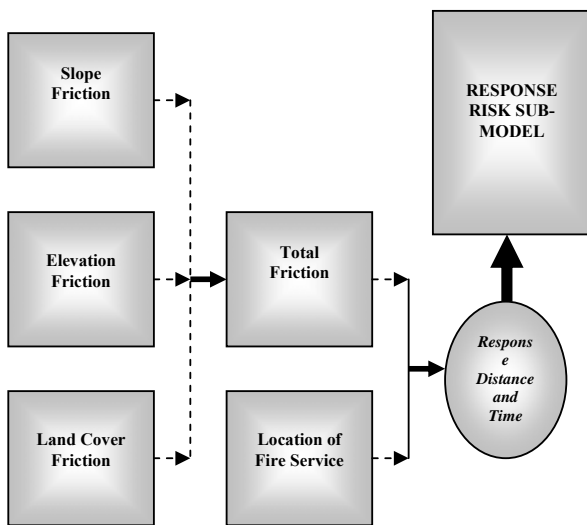 Slope
Friction
RESPONSE
RISK SUB-
MODEL
Elevation
Friction
Total
Friction
Respons
e
Distance
and
Time
Land Cover
Friction
Location of
Fire Service